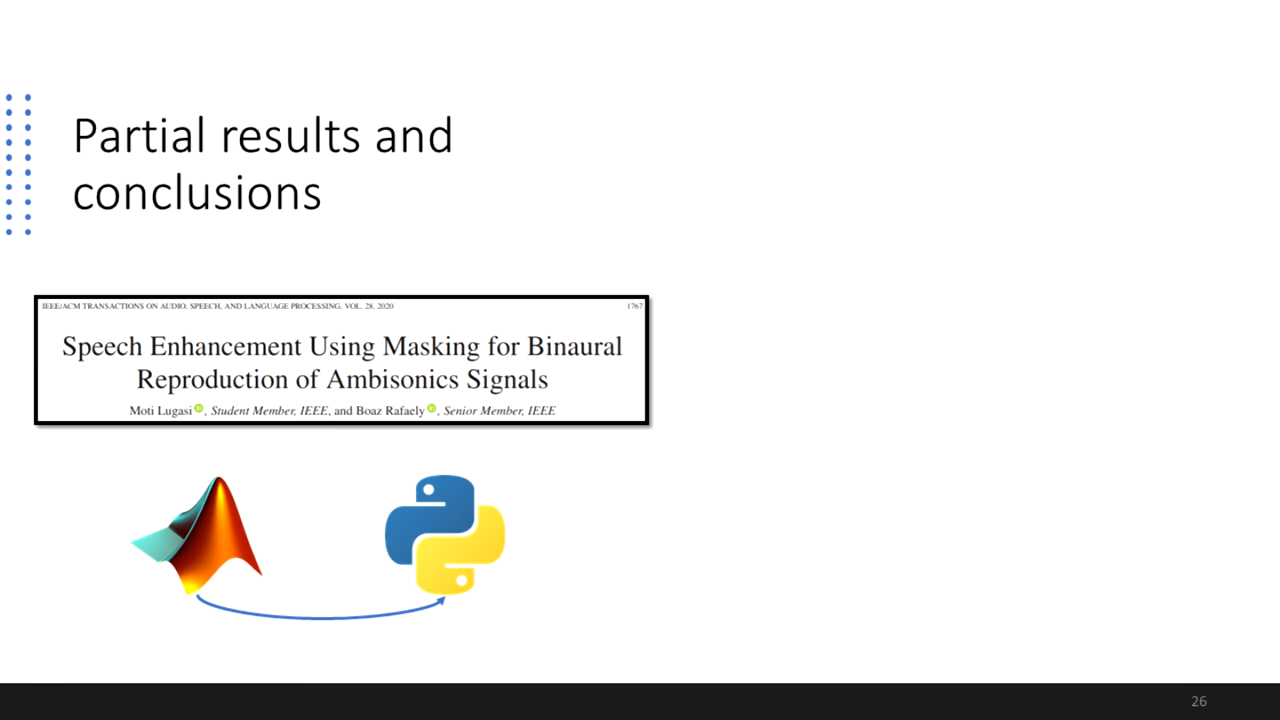 Partial results and
conclusions
IEEE/ACM TRANSACTIONS ON AUDIO, SPEECH, AND LANGUAGE PROCESSING, VOL. 28, 2020 1767
Speech Enhancement Using Masking for Binaural
Reproduction of Ambisonics Signals
Moti Lugasi, Student Member, IEEE, and Boaz Rafaely, Senior Member, IEEE
26